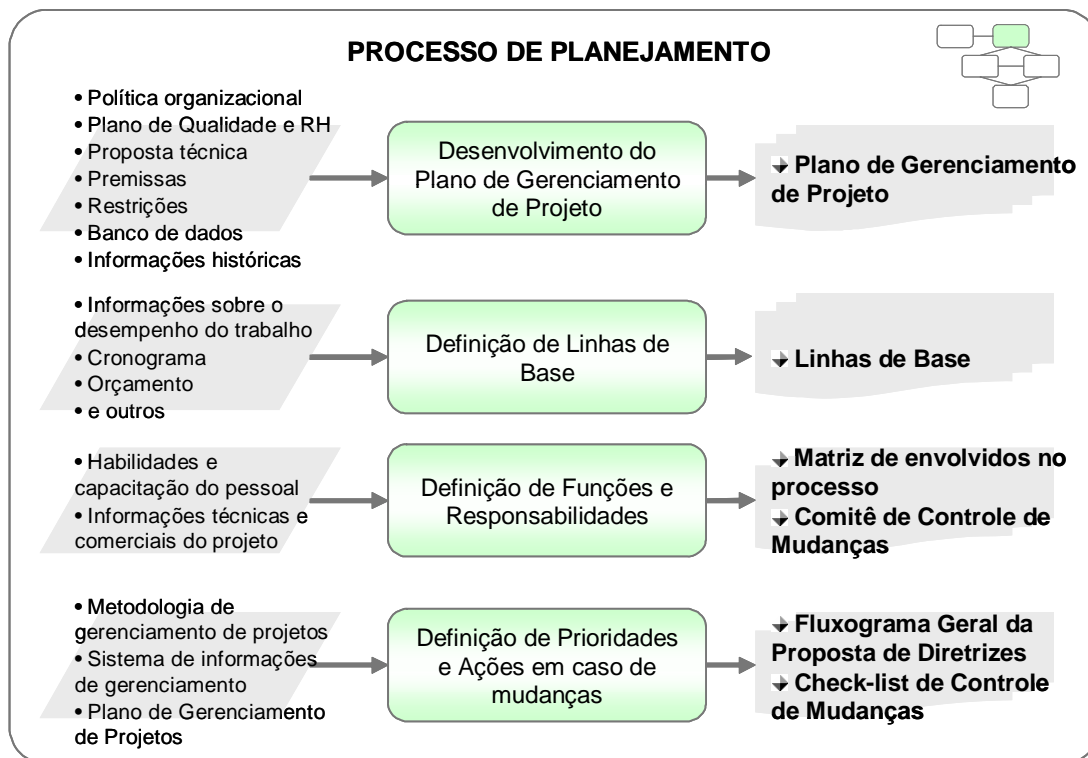 PROCESSO DE PLANEJAMENTO
• Política organizacional
• Plano de Qualidade e RH
• Proposta técnica
• Premissas
• Restrições
• Banco de dados
• Informações históricas
Desenvolvimento do
Plano de Gerenciamento
de Projeto
Plano de Gerenciamento
de Projeto
• Informações sobre o
desempenho do trabalho
• Cronograma
• Orçamento
• e outros
Definição de Linhas de
Base
Linhas de Base
• Habilidades e
capacitação do pessoal
• Informações técnicas e
comerciais do projeto
Definição de Funções e
Responsabilidades
Matriz de envolvidos no
processo
Comitê de Controle de
Mudanças
• Metodologia de
gerenciamento de projetos
• Sistema de informações
de gerenciamento
• Plano de Gerenciamento
de Projetos
Definição de Prioridades
e Ações em caso de
mudanças
Fluxograma Geral da
Proposta de Diretrizes
Check-list de Controle
de Mudanças